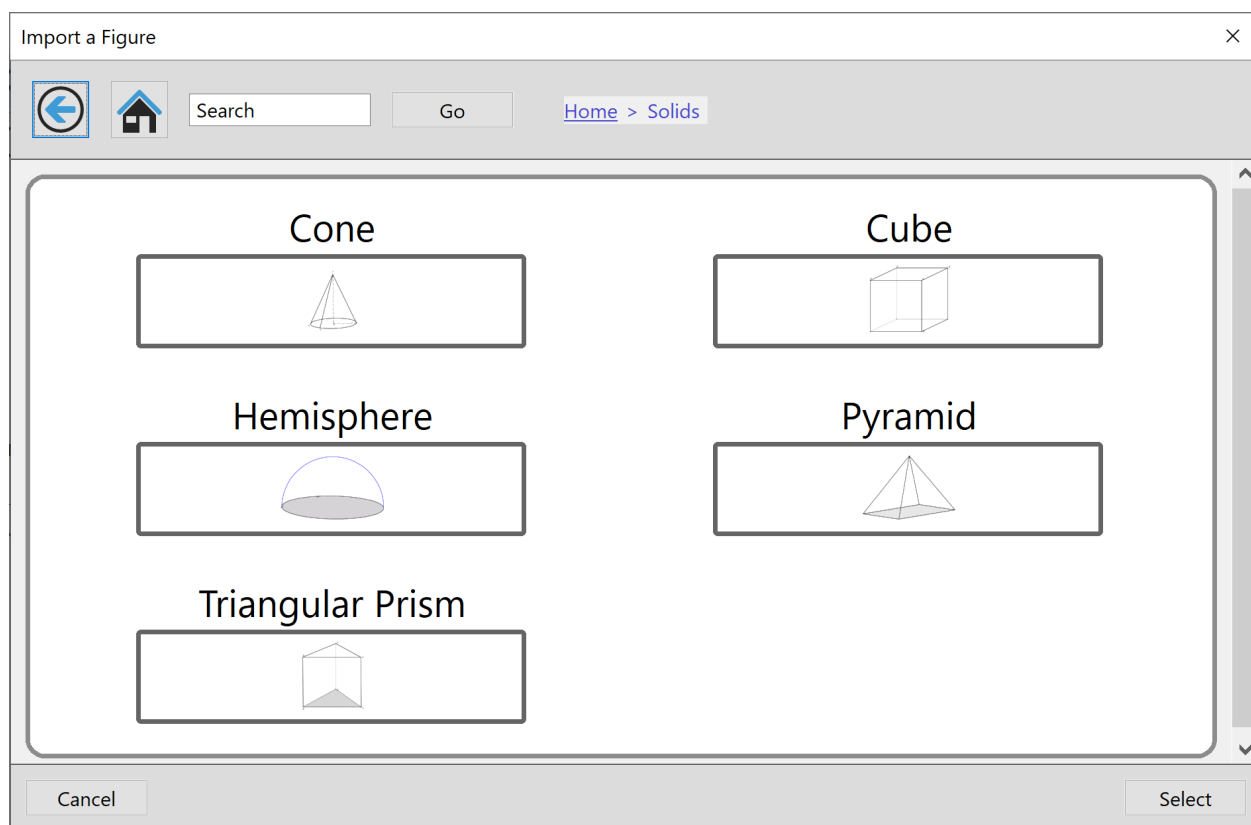 Import a Figure
Search
Go
Home > Solids
Cone
Cube
Hemisphere
Pyramid
Triangular Prism
Cancel
Select